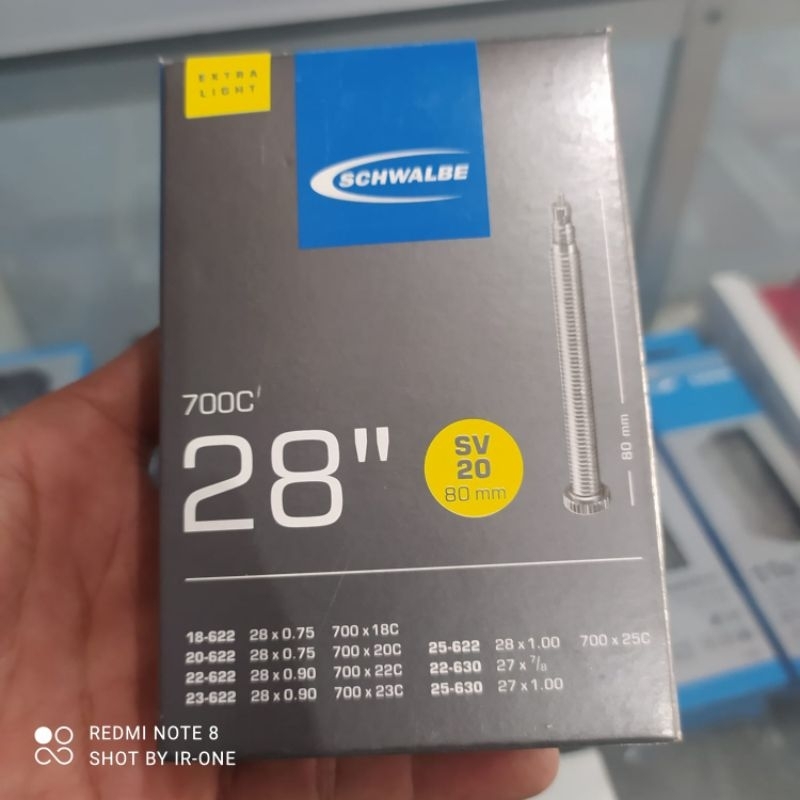 EXTRA
LIGHT
SCHWALBE
700C
28"
SV
20
80 mm
80 mm
18-622 28 x 0.75 700 x 18C
20-622 28 x 0.75 700 x 20C
22-622 28 x 0.90 700 x 22C
23-622 28 x 0.90 700 x 23C
25-622 28 x 1.00 700 x 25C
22-630 27 x 7/8
25-630 27 x 1.00
REDMI NOTE 8
SHOT BY IR-ONE